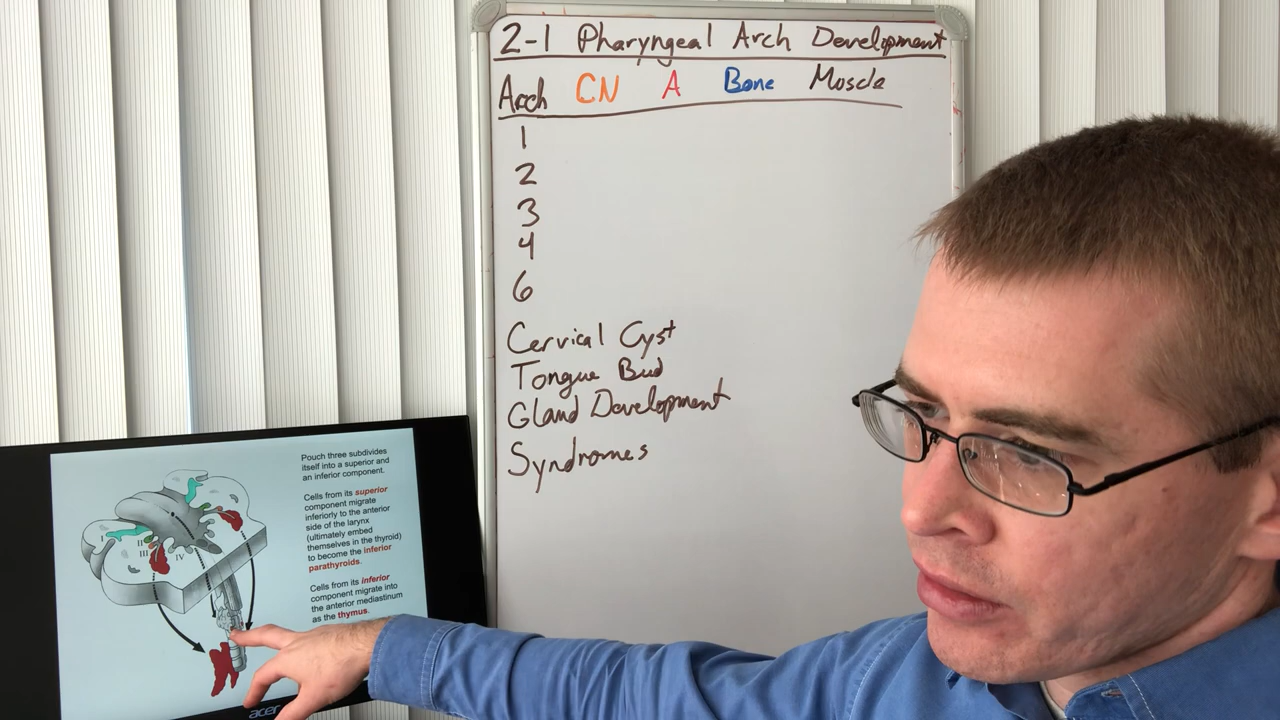 2-1 Pharyngeal Arch Development
Arch CN A Bone Muscle
1
2
3
4
6
Cervical Cyst
Tongue Bud
Gland Development
Syndromes
Pouch three subdivides
itself into a superior and
an inferior component.
Cells from its superior
component migrate
inferiorly to the anterior
side of the larynx
(ultimately embed
themselves in the thyroid)
to become the inferior
parathyroids.
Cells from its inferior
component migrate into
the anterior mediastinum
as the thymus.
I
II
III
IV
acer